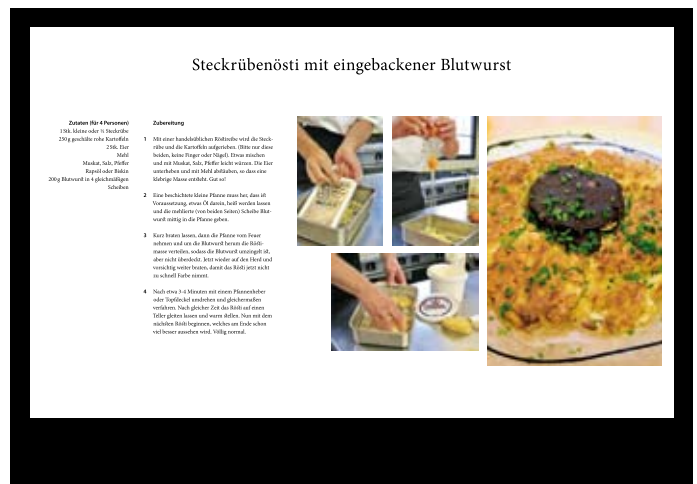 Steckrübenösti mit eingebackener Blutwurst
Zutaten (für 4 Personen)
1 Stk. kleine oder ½ Steckrübe
250 g geschälte rohe Kartoffeln
2 Stk. Eier
Mehl
Muskat, Salz, Pfeffer
Rapsöl oder Biskin
200 g Blutwurst in 4 gleichmäßigen
Scheiben
Zubereitung
1 Mit einer handelsüblichen Röstireibe wird die Steck-
rübe und die Kartoffeln aufgerieben. (Bitte nur diese
beiden, keine Finger oder Nägel). Etwas mischen
und mit Muskat, Salz, Pfeffer leicht würzen. Die Eier
unterheben und mit Mehl abstäuben, so dass eine
klebrige Masse entsteht. Gut so!
2 Eine beschichtete kleine Pfanne muss her, dass ist
Voraussetzung, etwas Öl darein, heiß werden lassen
und die mehlierte (von beiden Seiten) Scheibe Blut-
wurst mittig in die Pfanne geben.
3 Kurz braten lassen, dann die Pfanne vom Feuer
nehmen und um die Blutwurst herum die Rösti-
masse verteilen, sodass die Blutwurst umzingelt ist,
aber nicht überdeckt. Jetzt wieder auf den Herd und
vorsichtig weiter braten, damit das Rösti jetzt nicht
zu schnell Farbe nimmt.
4 Nach etwa 3-4 Minuten mit einem Pfannenheber
oder Topfdeckel umdrehen und gleichermaßen
verfahren. Nach gleicher Zeit das Rösti auf einen
Teller gleiten lassen und warm stellen. Nun mit dem
nächsten Rösti beginnen, welches am Ende schon
viel besser aussehen wird. Völlig normal.